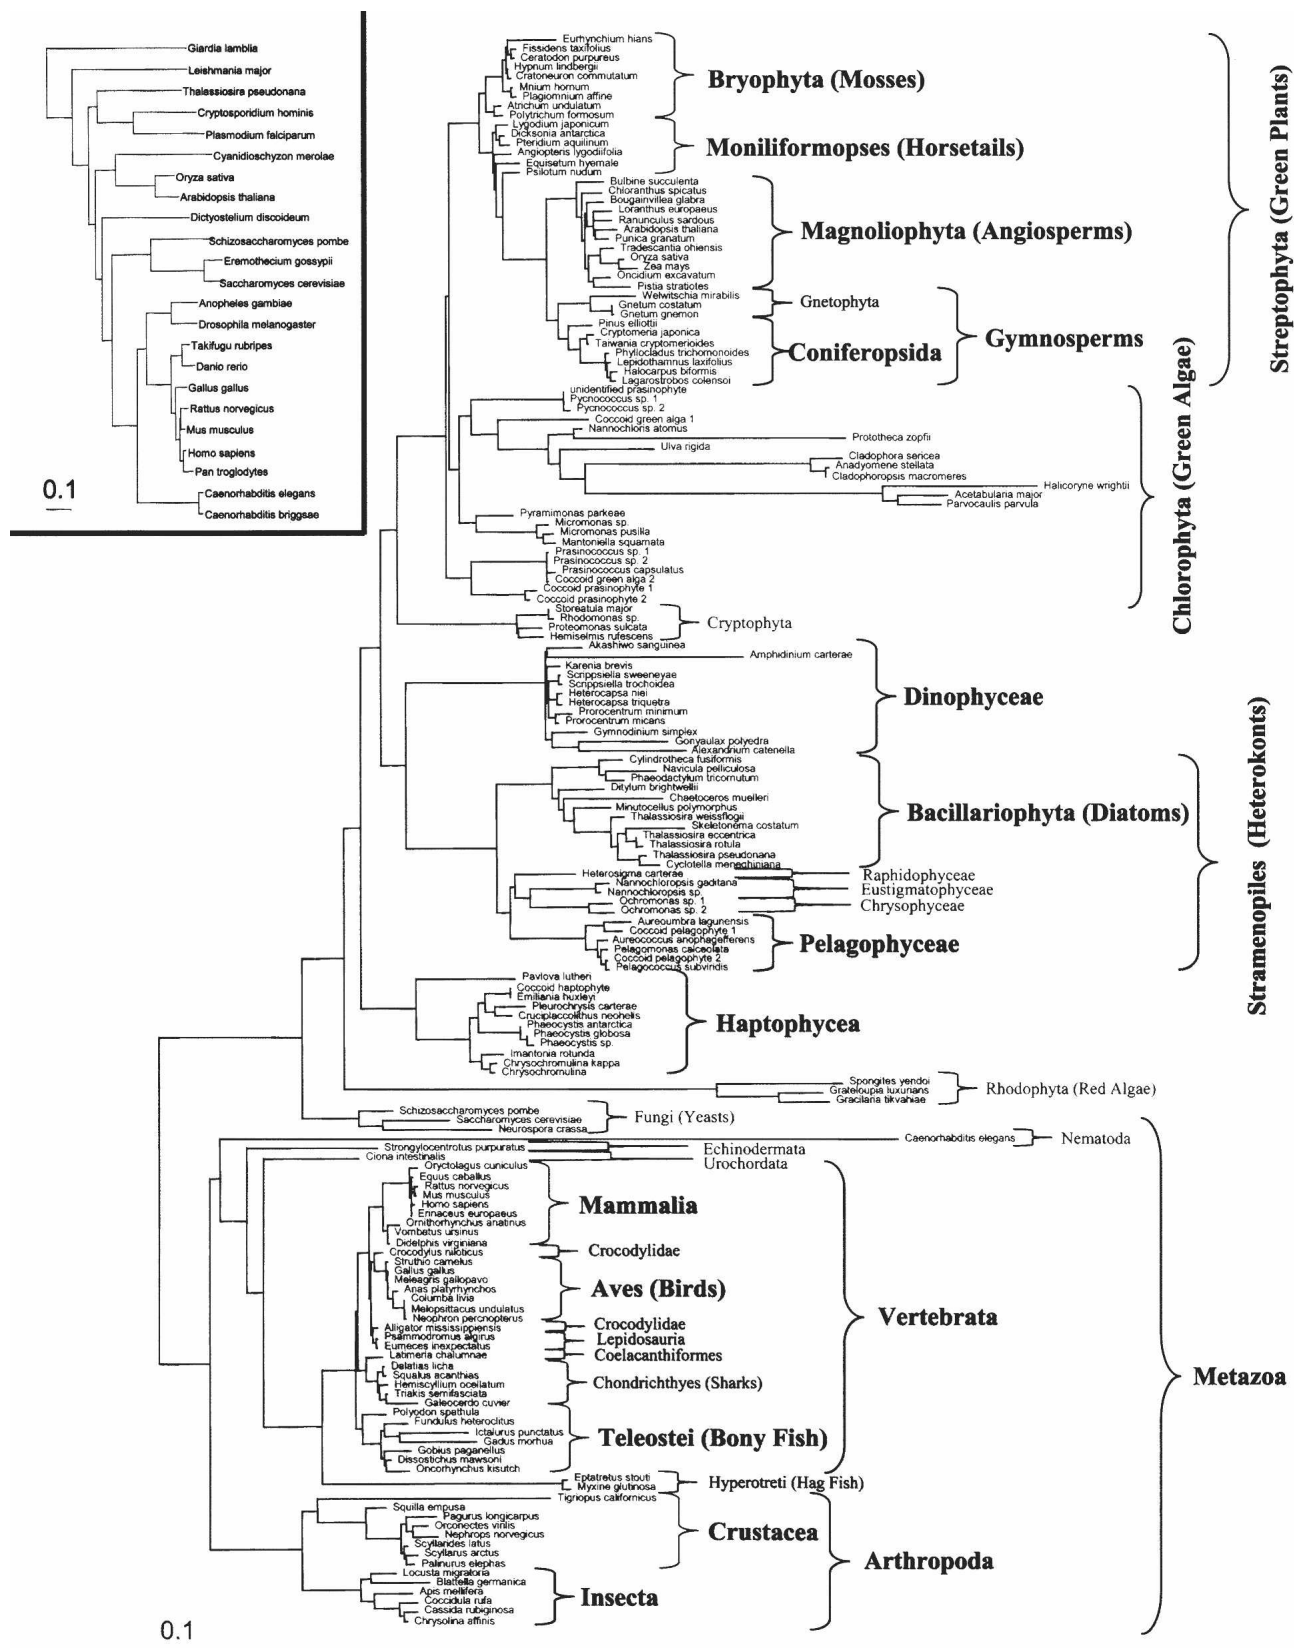 Giardia lamblia
Leishmania major
Thalassiosira pseudonana
Cryptosporidium hominis
Plasmodium falciparum
Cyanidioschyzon merolae
Oryza sativa
Arabidopsis thaliana
Dictyostelium discoideum
Schizosaccharomyces pombe
Eremothecium gossypii
Saccharomyces cerevisiae
Anopheles gambiae
Drosophila melanogaster
Takifugu rubripes
Danio rerio
Gallus gallus
Rattus norvegicus
Mus musculus
Homo sapiens
Pan troglodytes
Caenorhabditis elegans
Caenorhabditis briggsae
0.1
Eurhynchium hians
Fissidens taxifolius
Ceratodon purpureus
Hypnum lindbergii
Cratoneuron commutatum
Mnium hornum
Plagiomnium affine
Atrichum undulatum
Polytrichum formosum
Bryophyta (Mosses)
Lygodium japonicum
Dicksonia antarctica
Pteridium aquilinum
Angiopteris lygodiifolia
Equisetum hyemale
Psilotum nudum
Moniliformopses (Horsetails)
Bulbine succulenta
Chloranthus spicatus
Bougainvillea glabra
Loranthus europaeus
Ranunculus sardous
Arabidopsis thaliana
Punica granatum
Tradescantia ohiensis
Oryza sativa
Zea mays
Oncidium excavatum
Pistia stratiotes
Magnoliophyta (Angiosperms)
Welwitschia mirabilis
Gnetum costatum
Gnetum gnemon
Gnetophyta
Pinus elliottii
Cryptomeria japonica
Taiwania cryptomerioides
Phyllocladus trichomonoides
Lepidothamnus laxifolius
Halocarpus biformis
Lagarostrobos colensoi
Coniferopsida
Gymnosperms
Streptophyta (Green Plants)
unidentified prasinophyte
Pycnococcus sp. 1
Pycnococcus sp. 2
Coccoid green alga 1
Nannochloris atomus
Prototheca zopfii
Ulva rigida
Cladophora sericea
Anadyomene stellata
Cladophoropsis macromeres
Halicoryne wrightii
Acetabularia major
Parvocaulis parvula
Pyramimonas parkeae
Micromonas sp.
Micromonas pusilla
Mantoniella squamata
Prasinococcus sp. 1
Prasinococcus sp. 2
Prasinococcus capsulatus
Coccoid green alga 2
Coccoid prasinophyte 1
Coccoid prasinophyte 2
Chlorophyta (Green Algae)
Storeatula major
Rhodomonas sp.
Proteomonas sulcata
Hemiselmis rufescens
Cryptophyta
Akashiwo sanguinea
Amphidinium carterae
Karenia brevis
Scrippsiella sweeneyae
Scrippsiella trochoidea
Heterocapsa niei
Heterocapsa triquetra
Prorocentrum minimum
Prorocentrum micans
Gymnodinium simplex
Gonyaulax polyedra
Alexandrium catenella
Dinophyceae
Cylindrotheca fusiformis
Navicula pelliculosa
Phaeodactylum tricornutum
Ditylum brightwellii
Chaetoceros muelleri
Minutocellus polymorphus
Thalassiosira weissflogii
Skeletonema costatum
Thalassiosira eccentrica
Thalassiosira rotula
Thalassiosira pseudonana
Cyclotella meneghiniana
Bacillariophyta (Diatoms)
Heterosigma carterae
Nannochloropsis gaditana
Nannochloropsis sp.
Ochromonas sp. 1
Ochromonas sp. 2
Raphidophyceae
Eustigmatophyceae
Chrysophyceae
Aureoumbra lagunensis
Coccoid pelagophyte 1
Aureococcus anophagefferens
Pelagomonas calceolata
Coccoid pelagophyte 2
Pelagococcus subviridis
Pelagophyceae
Stramenopiles (Heterokonts)
Pavlova lutheri
Coccoid haptophyte
Emiliania huxleyi
Pleurochrysis carterae
Cruciplacolithus neohelis
Phaeocystis antarctica
Phaeocystis globosa
Phaeocystis sp.
Imantonia rotunda
Chrysochromulina kappa
Chrysochromulina
Haptophycea
Spongites yendoi
Grateloupia luxurians
Gracilaria tikvahiae
Rhodophyta (Red Algae)
Schizosaccharomyces pombe
Saccharomyces cerevisiae
Neurospora crassa
Fungi (Yeasts)
Caenorhabditis elegans
Nematoda
Strongylocentrotus purpuratus
Echinodermata
Ciona intestinalis
Urochordata
Oryctolagus cuniculus
Equus caballus
Rattus norvegicus
Mus musculus
Homo sapiens
Erinaceus europaeus
Ornithorhynchus anatinus
Vombatus ursinus
Didelphis virginiana
Mammalia
Crocodylus niloticus
Crocodylidae
Struthio camelus
Gallus gallus
Meleagris gallopavo
Anas platyrhynchos
Columba livia
Melopsittacus undulatus
Neophron percnopterus
Aves (Birds)
Alligator mississippiensis
Psammodromus algirus
Eumeces inexpectatus
Latimeria chalumnae
Crocodylidae
Lepidosauria
Coelacanthiformes
Dalatias licha
Squalus acanthias
Hemiscyllium ocellatum
Triakis semifasciata
Galeocerdo cuvier
Chondrichthyes (Sharks)
Polyodon spathula
Fundulus heteroclitus
Ictalurus punctatus
Gadus morhua
Gobius paganellus
Dissostichus mawsoni
Oncorhynchus kisutch
Teleostei (Bony Fish)
Vertebrata
Eptatretus stouti
Myxine glutinosa
Hyperotreti (Hag Fish)
Tigriopus californicus
Squilla empusa
Pagurus longicarpus
Orconectes virilis
Nephrops norvegicus
Scyllarides latus
Scyllarus arctus
Palinurus elephas
Crustacea
Locusta migratoria
Blattella germanica
Apis mellifera
Coccidula rufa
Cassida rubiginosa
Chrysolina affinis
Insecta
Arthropoda
Metazoa
0.1